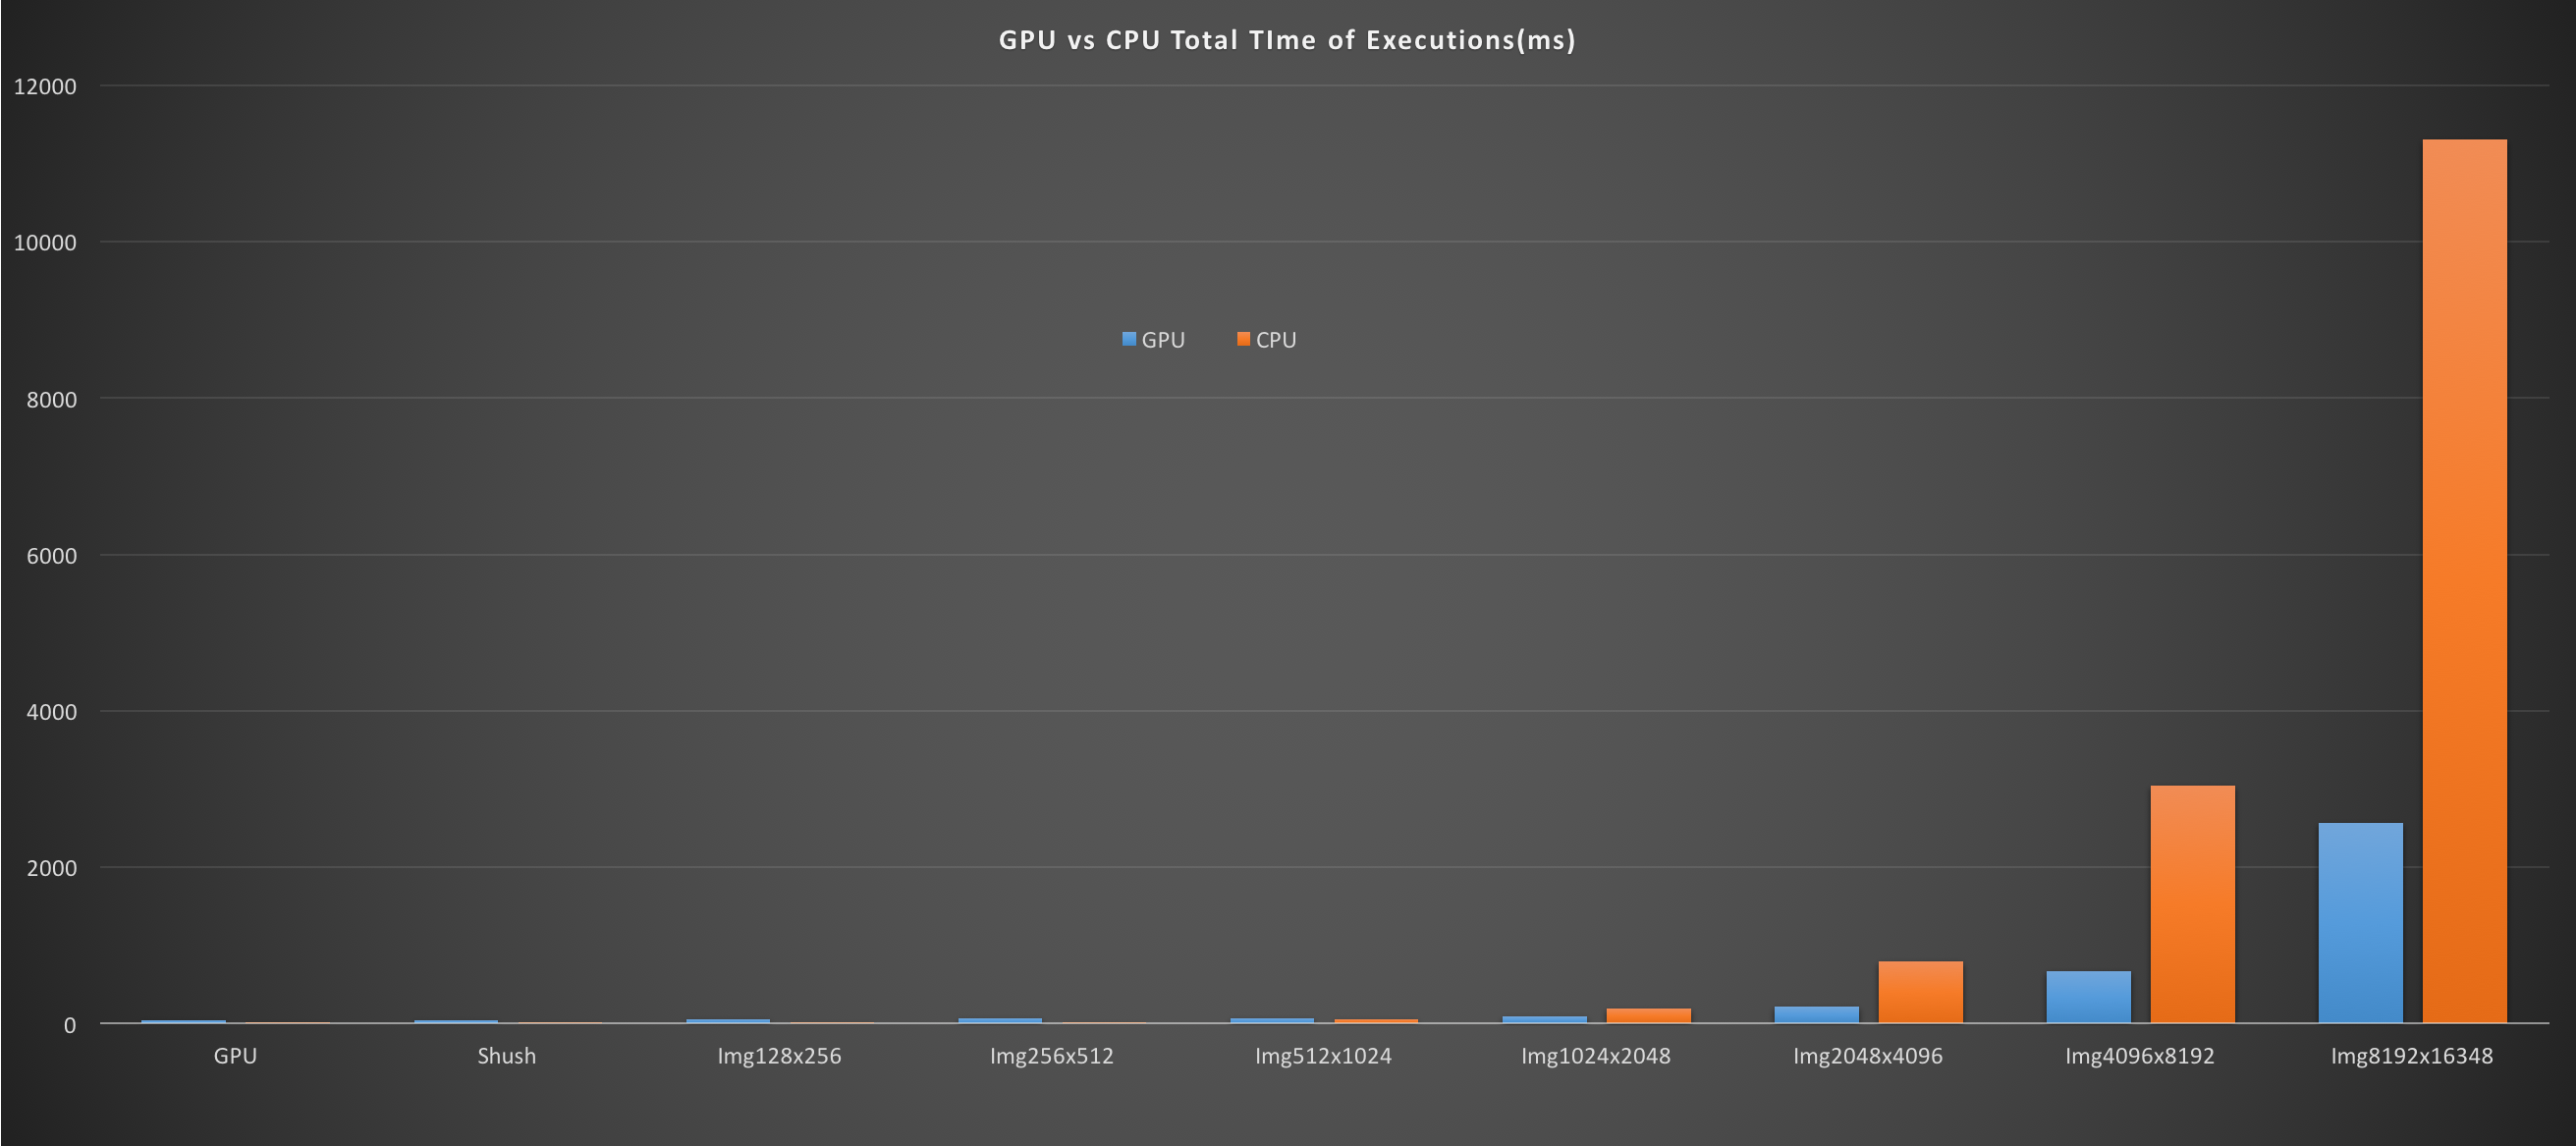 GPU vs CPU Total TIme of Executions(ms)
12000
10000
GPU CPU
8000
6000
4000
2000
0
GPU Shush Img128x256 Img256x512 Img512x1024 Img1024x2048 Img2048x4096 Img4096x8192 Img8192x16348